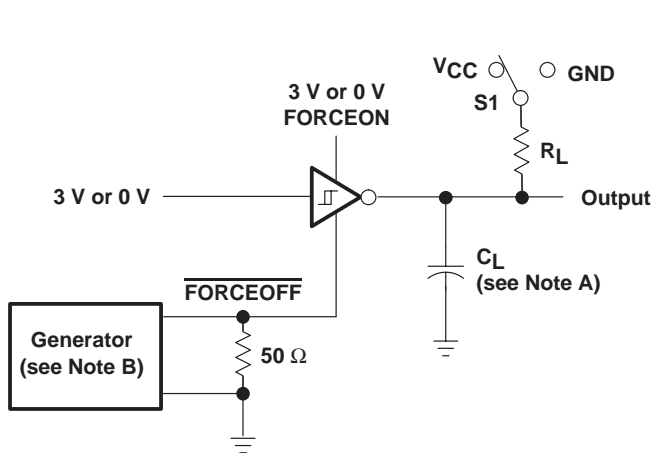 VCC
GND
S1
3 V or 0 V
FORCEON
RL
3 V or 0 V
Output
CL
(see Note A)
FORCEOFF
Generator
(see Note B)
50 Ω